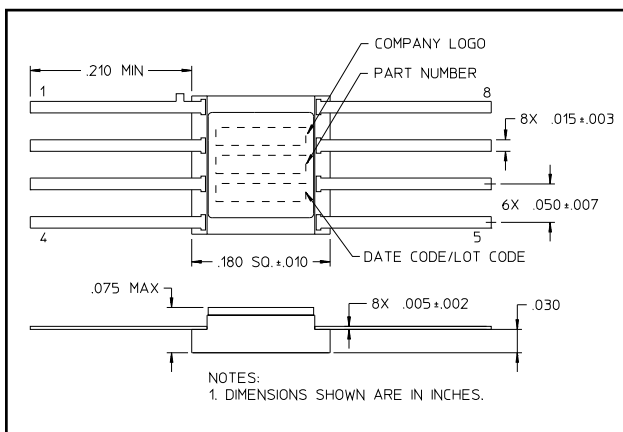 COMPANY LOGO
.210 MIN
PART NUMBER
1
8
8X .015±.003
6X .050±.007
4
5
DATE CODE/LOT CODE
.180 SQ.±.010
.075 MAX
8X .005±.002
.030
NOTES:
1. DIMENSIONS SHOWN ARE IN INCHES.